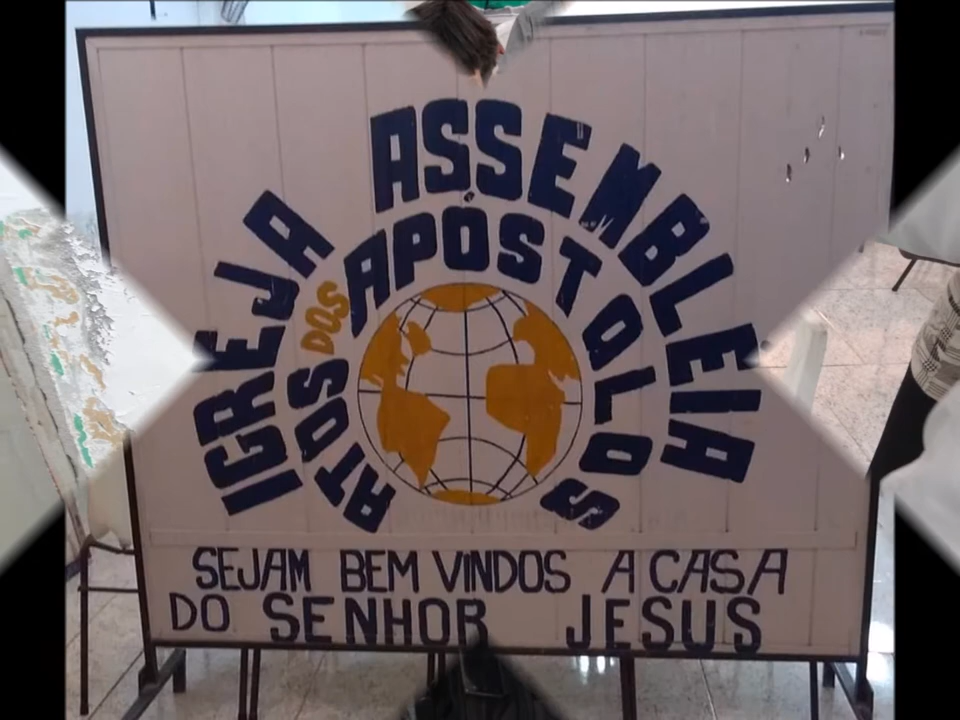 IGREJA ASSEMBLEIA
ATOS DOS APÓSTOLOS
SEJAM BEM VINDOS A CASA
DO SENHOR JESUS